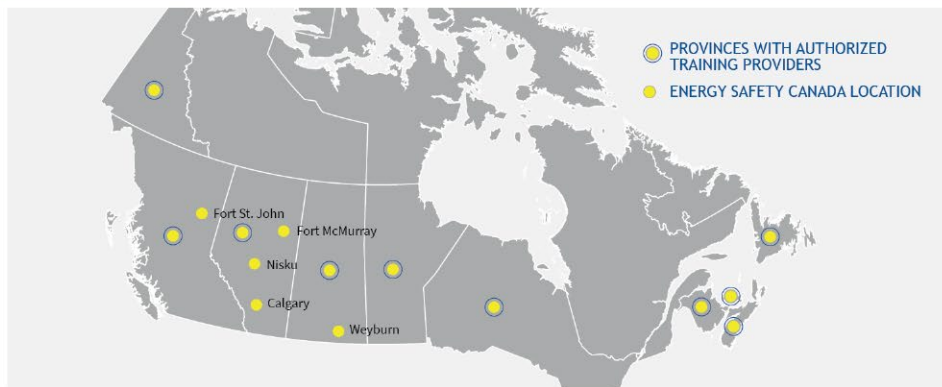 PROVINCES WITH AUTHORIZED
TRAINING PROVIDERS
ENERGY SAFETY CANADA LOCATION
Fort St. John
Fort McMurray
Nisku
Calgary
Weyburn